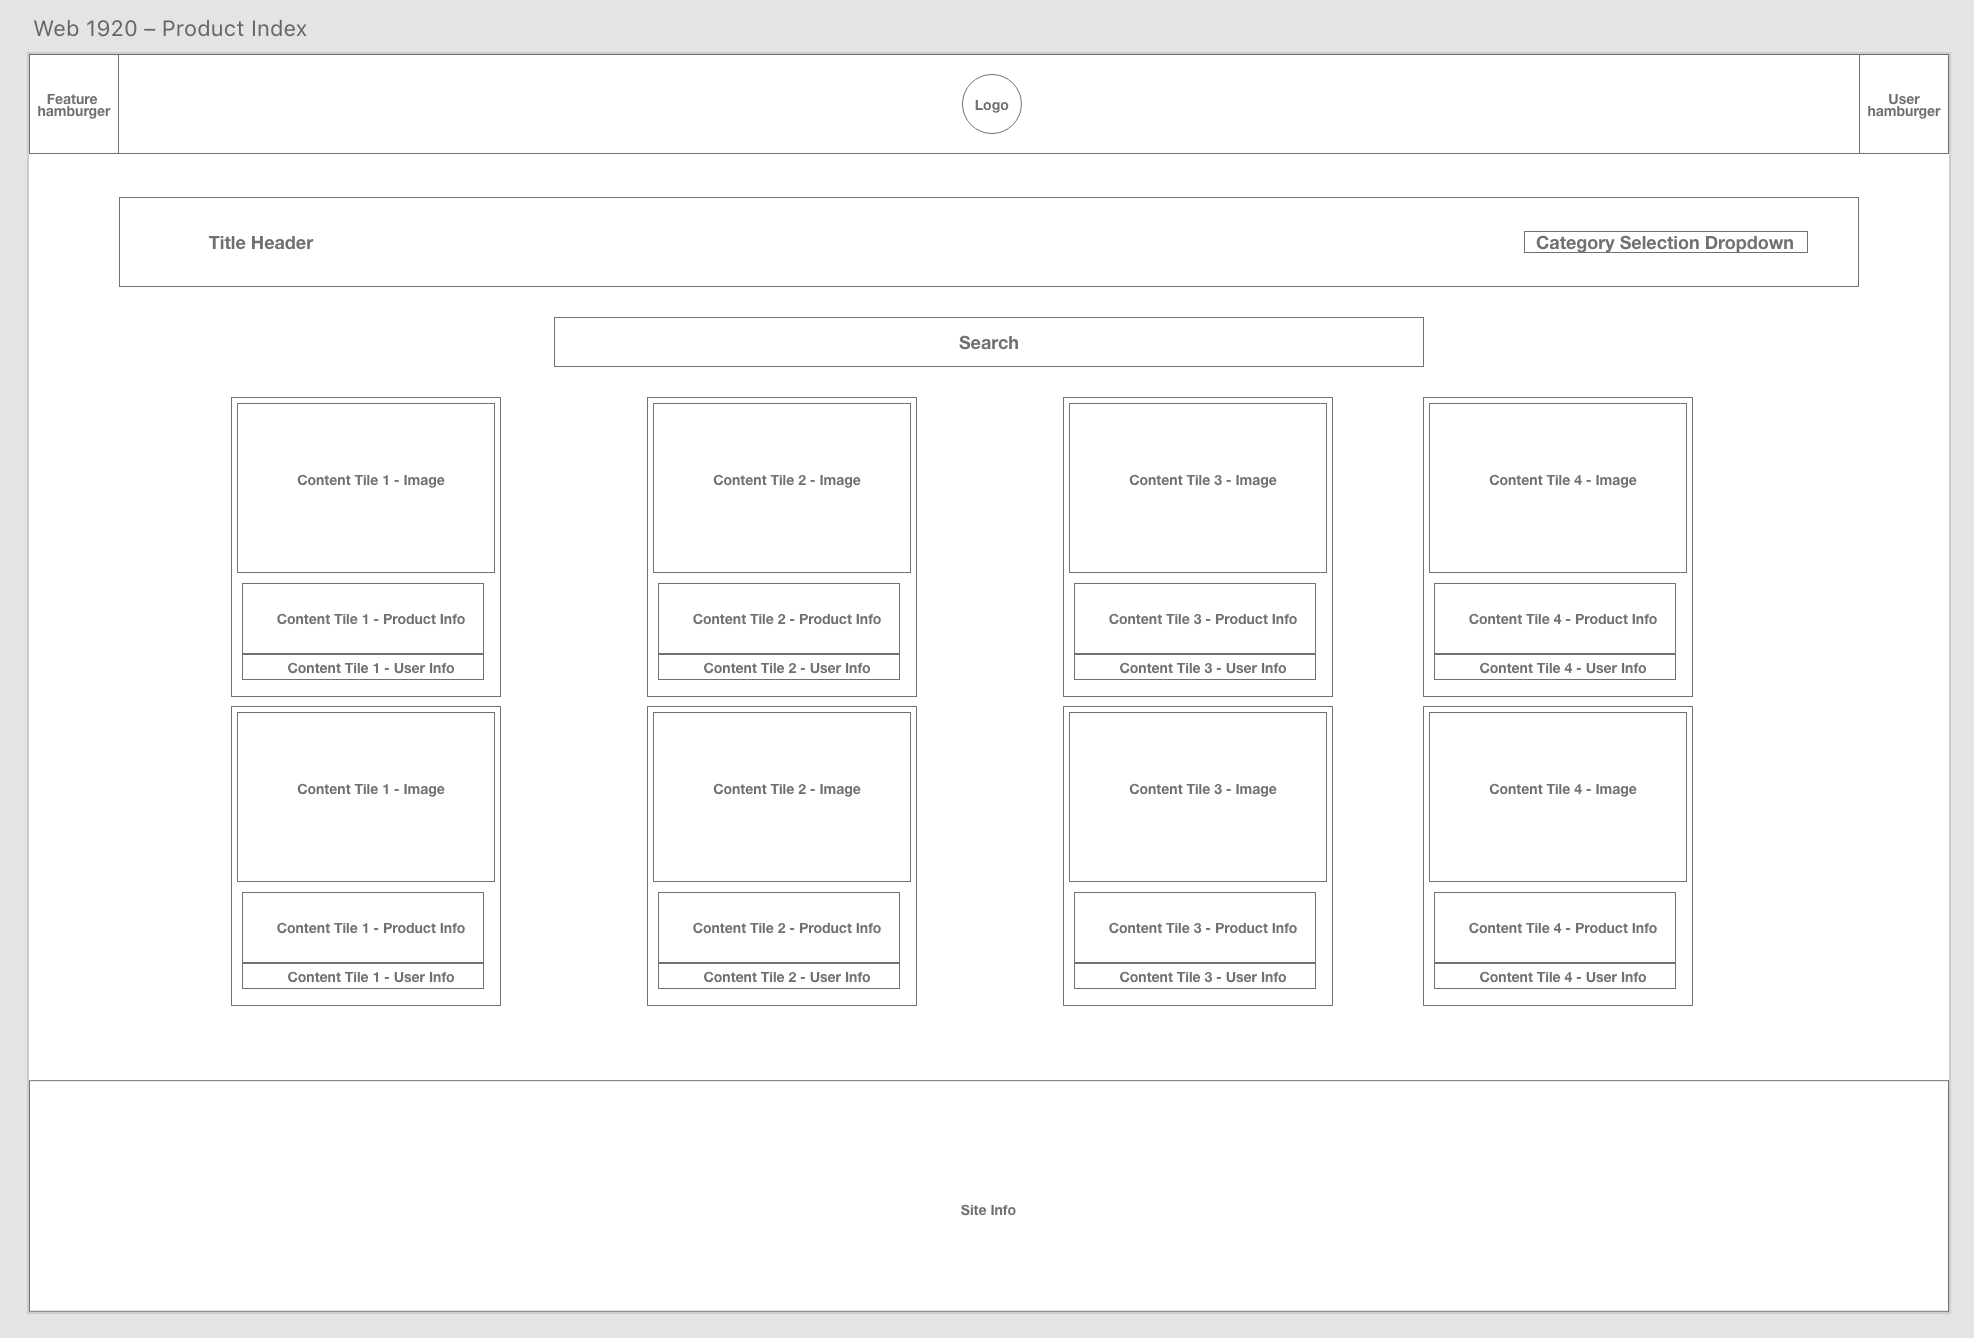 Web 1920 – Product Index
Feature
hamburger
Logo
User
hamburger
Title Header
Category Selection Dropdown
Search
Content Tile 1 - Image
Content Tile 2 - Image
Content Tile 3 - Image
Content Tile 4 - Image
Content Tile 1 - Product Info
Content Tile 2 - Product Info
Content Tile 3 - Product Info
Content Tile 4 - Product Info
Content Tile 1 - User Info
Content Tile 2 - User Info
Content Tile 3 - User Info
Content Tile 4 - User Info
Content Tile 1 - Image
Content Tile 2 - Image
Content Tile 3 - Image
Content Tile 4 - Image
Content Tile 1 - Product Info
Content Tile 2 - Product Info
Content Tile 3 - Product Info
Content Tile 4 - Product Info
Content Tile 1 - User Info
Content Tile 2 - User Info
Content Tile 3 - User Info
Content Tile 4 - User Info
Site Info